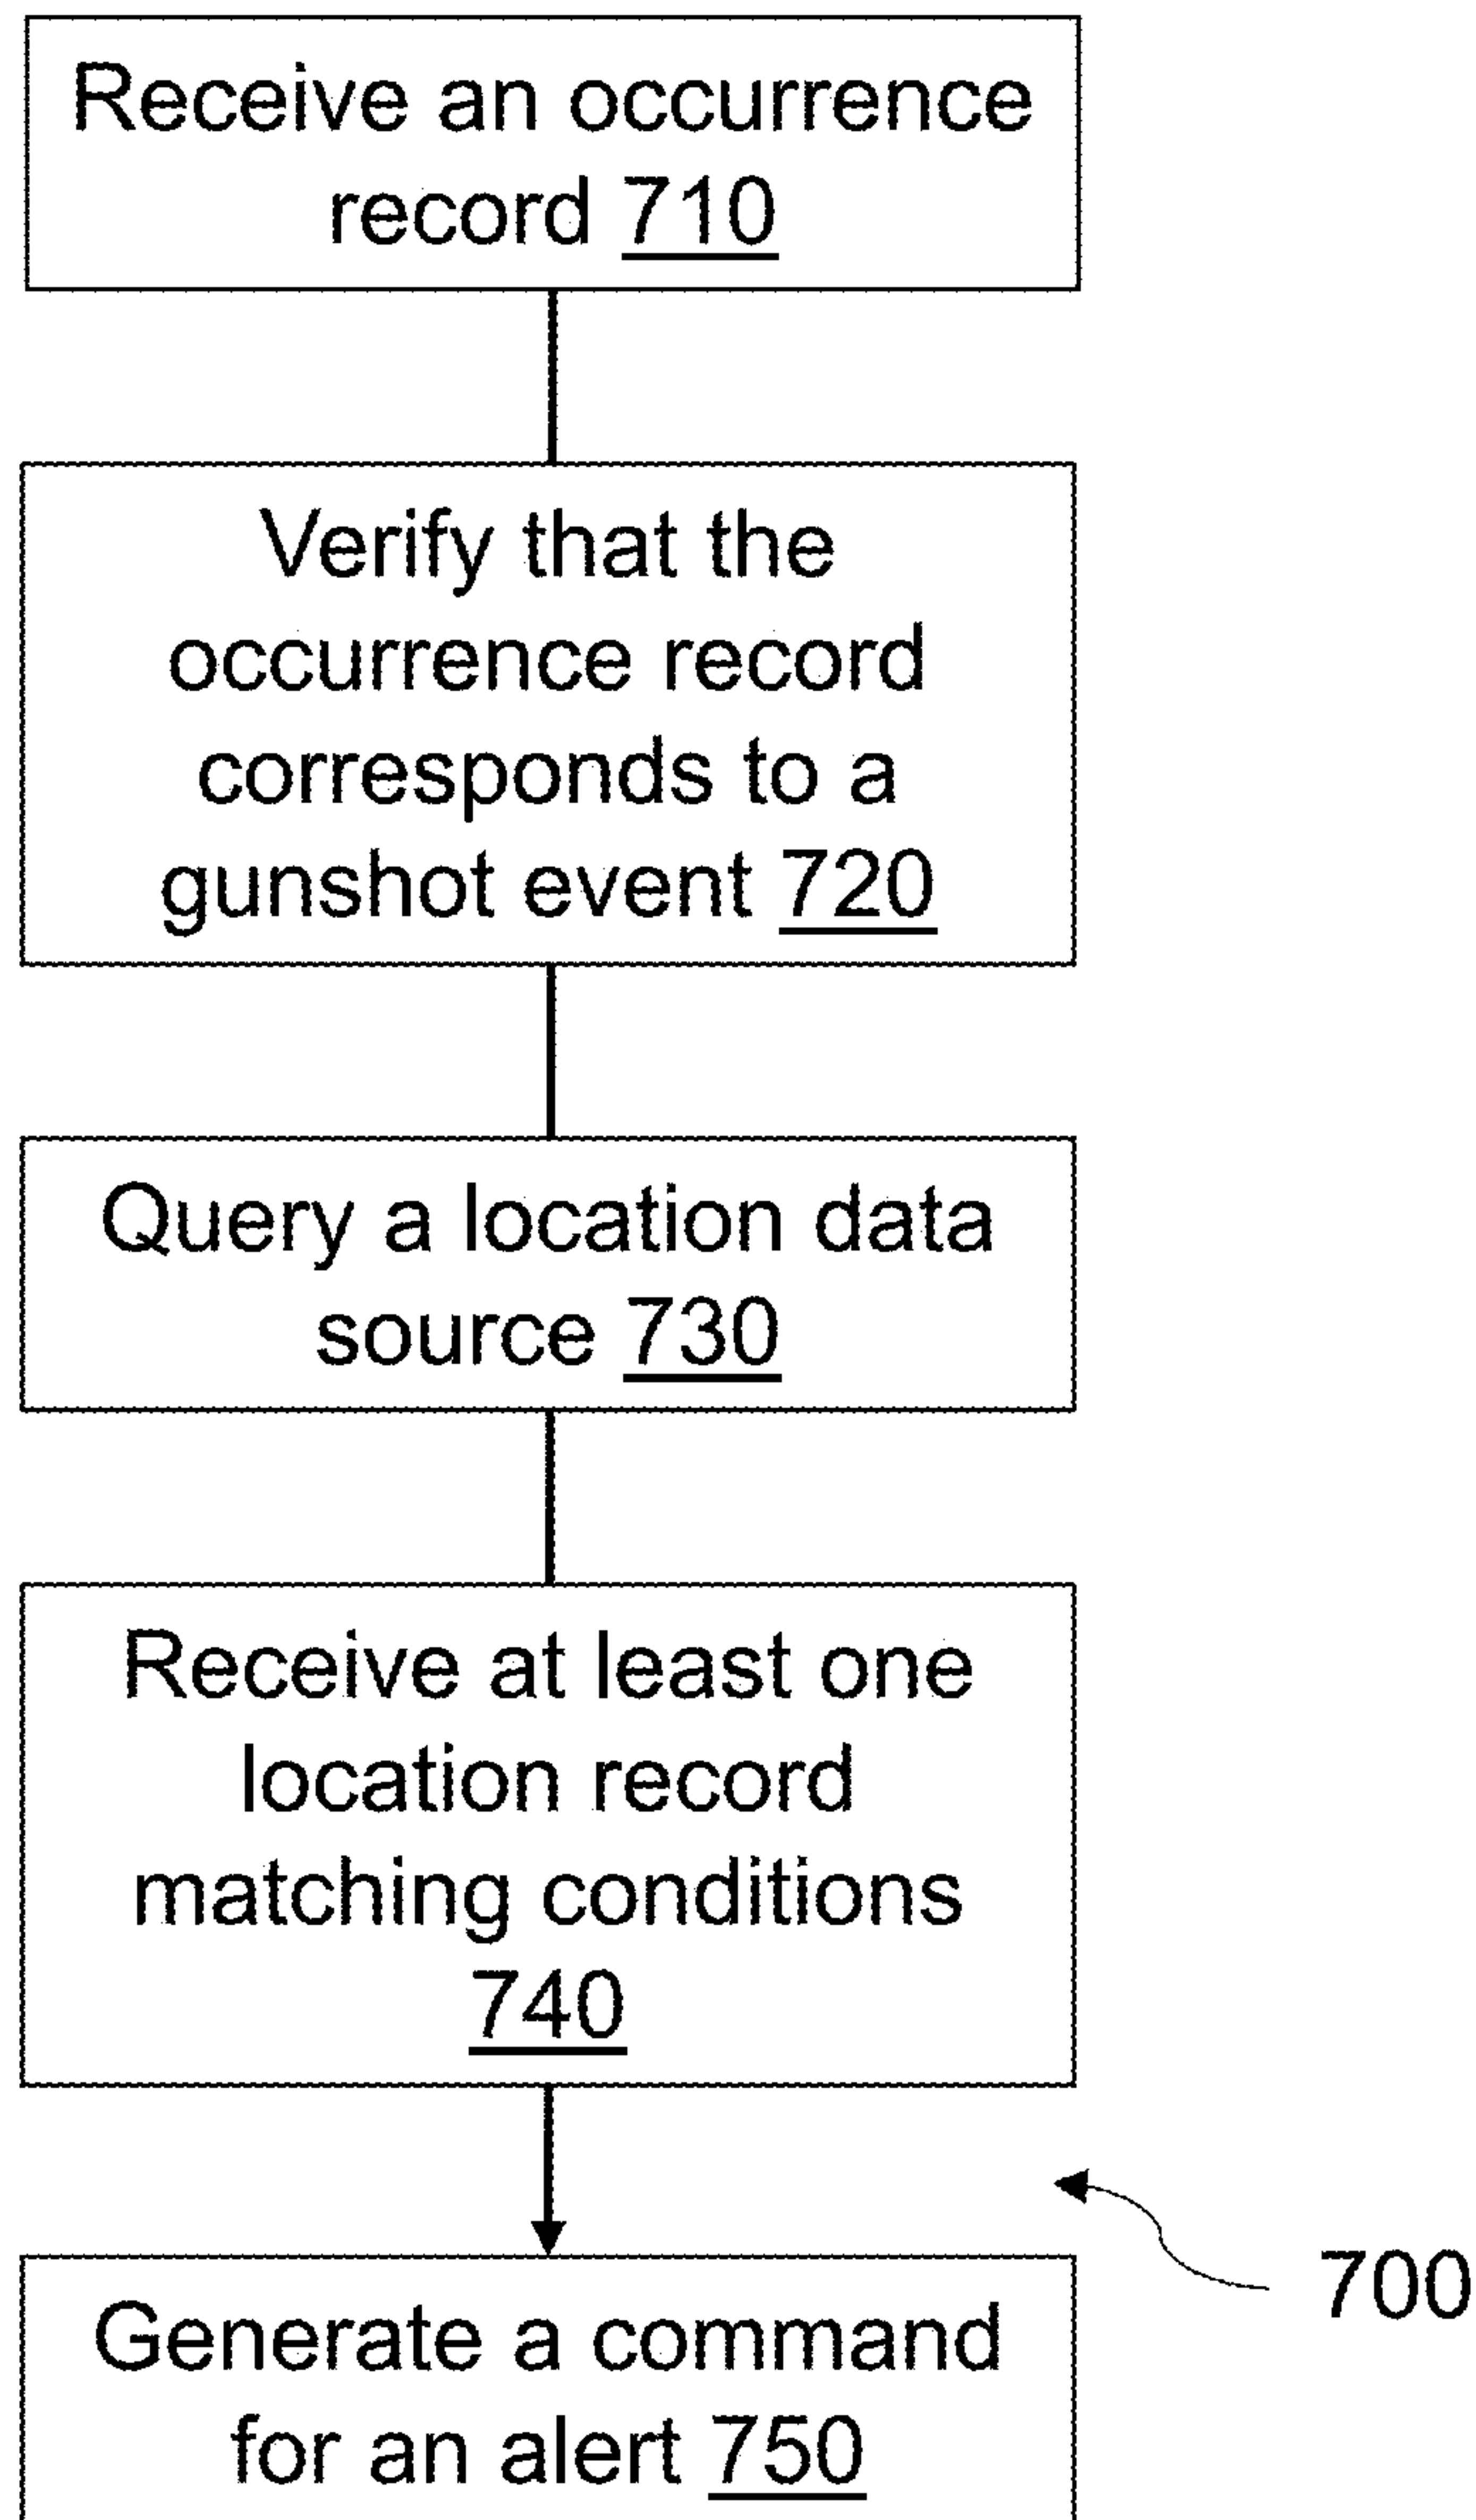 Receive an occurrence
record 710
Verify that the
occurrence record
corresponds to a
gunshot event 720
Query a location data
source 730
Receive at least one
location record
matching conditions
740
700
Generate a command
for an alert 750